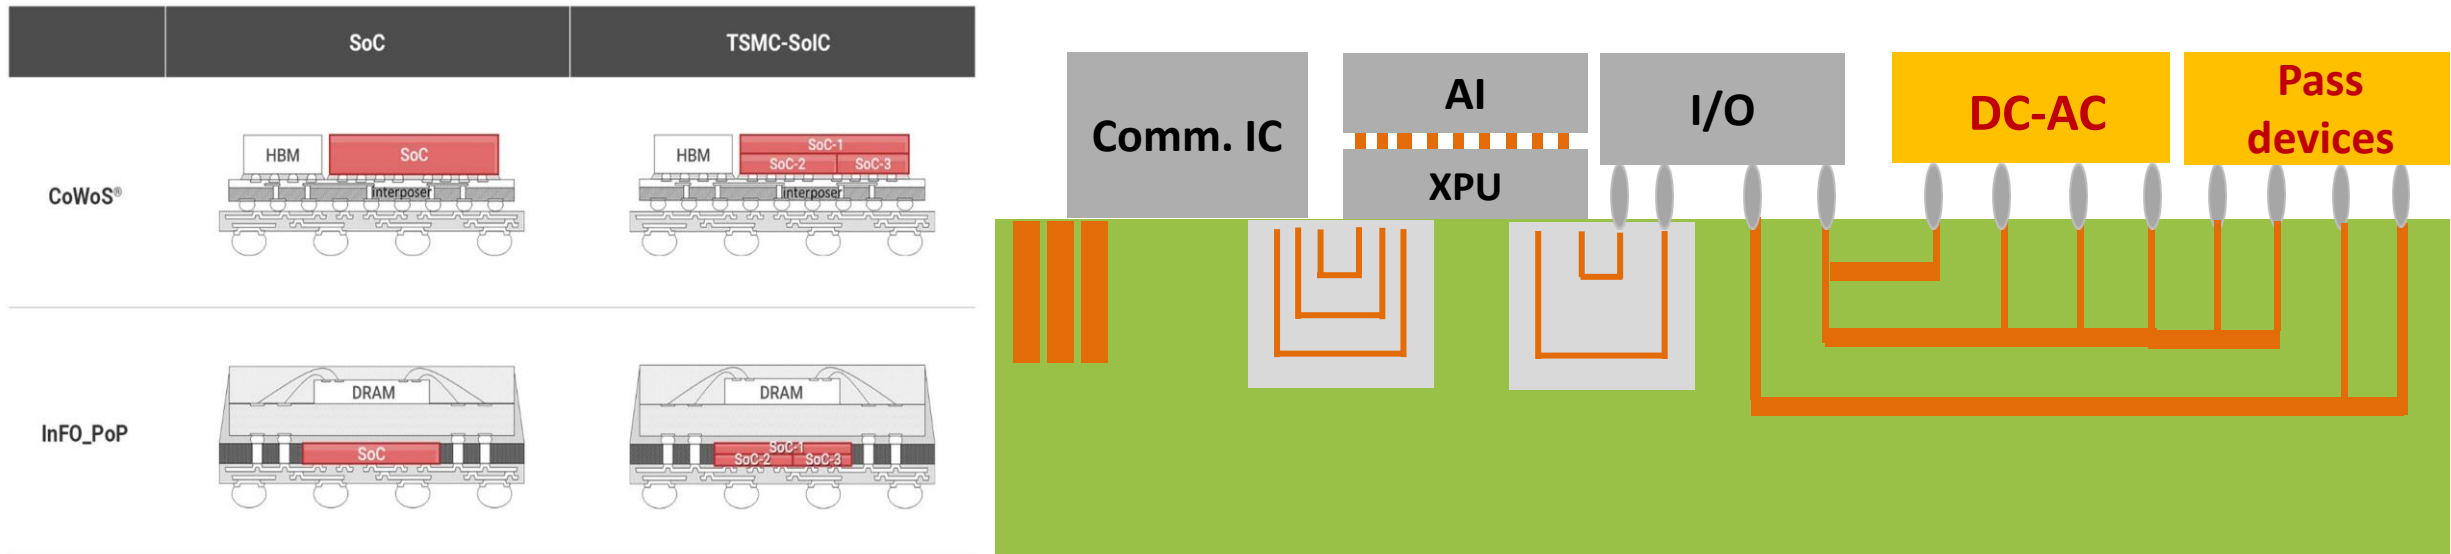 SoC
TSMC-SoIC
CoWoS®
HBM
SoC
interposer
HBM
SoC-1
SoC-2
SoC-3
interposer
InFO_PoP
DRAM
SoC
DRAM
SoC-1
SoC-2
SoC-3
Comm. IC
AI
XPU
I/O
DC-AC
Pass
devices